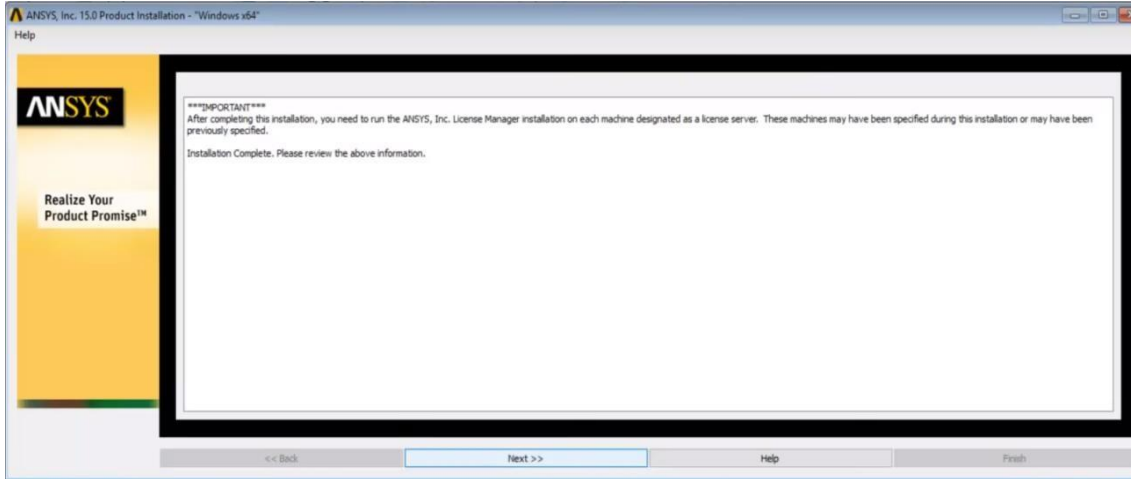 ANSYS, Inc. 15.0 Product Installation - "Windows x64"
Help
ANSYS
Realize Your
Product Promise™
***IMPORTANT***
After completing this installation, you need to run the ANSYS, Inc. License Manager installation on each machine designated as a license server.  These machines may have been specified during this installation or may have been
previously specified.
Installation Complete. Please review the above information.
<< Back
Next >>
Help
Finish